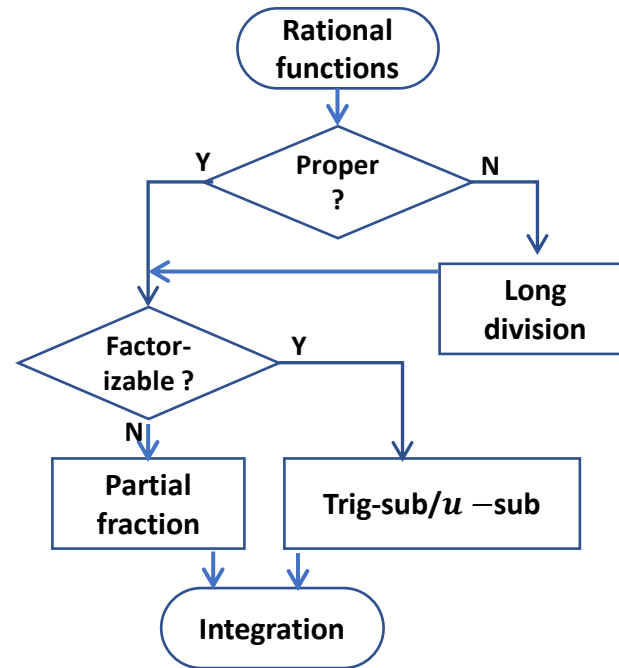 Rational
functions
Y
Proper
?
N
Long
division
Factor-
izable ?
Y
N
Partial
fraction
Trig-sub/𝒖 −sub
Integration